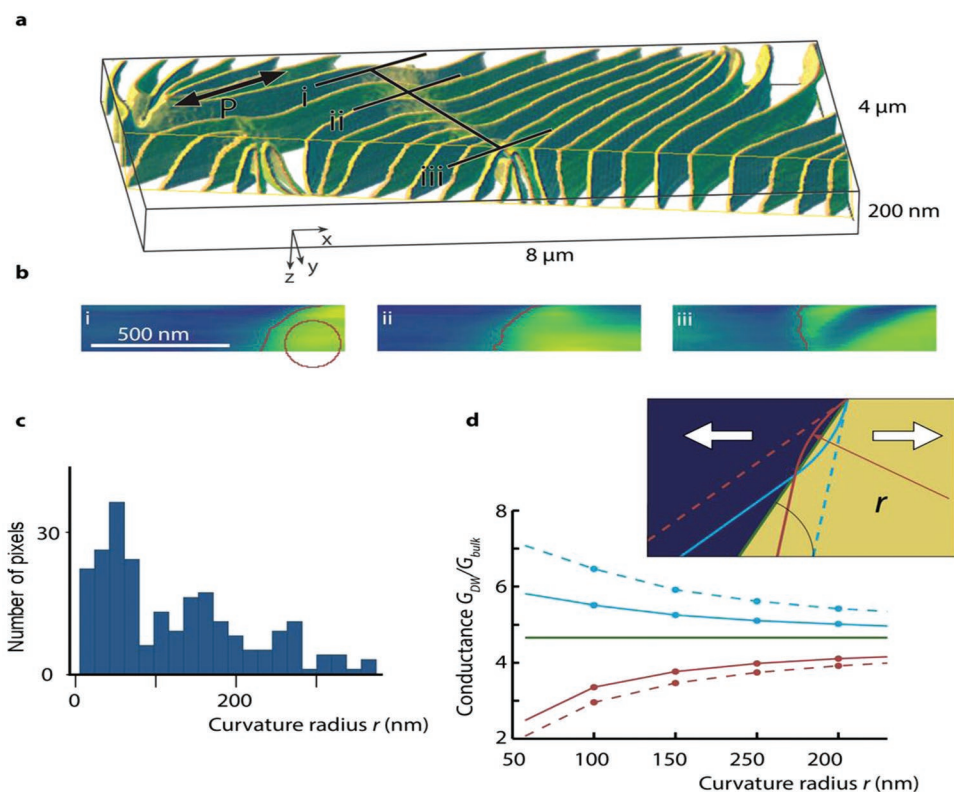 a
P
i
ii
iii
4 μm
200 nm
8 μm
x
y
z
b
i
500 nm
ii
iii
c
Number of pixels
30
0
0
200
Curvature radius r (nm)
d
r
Conductance G_DW/G_bulk
8
6
4
2
50
100
150
250
200
Curvature radius r (nm)